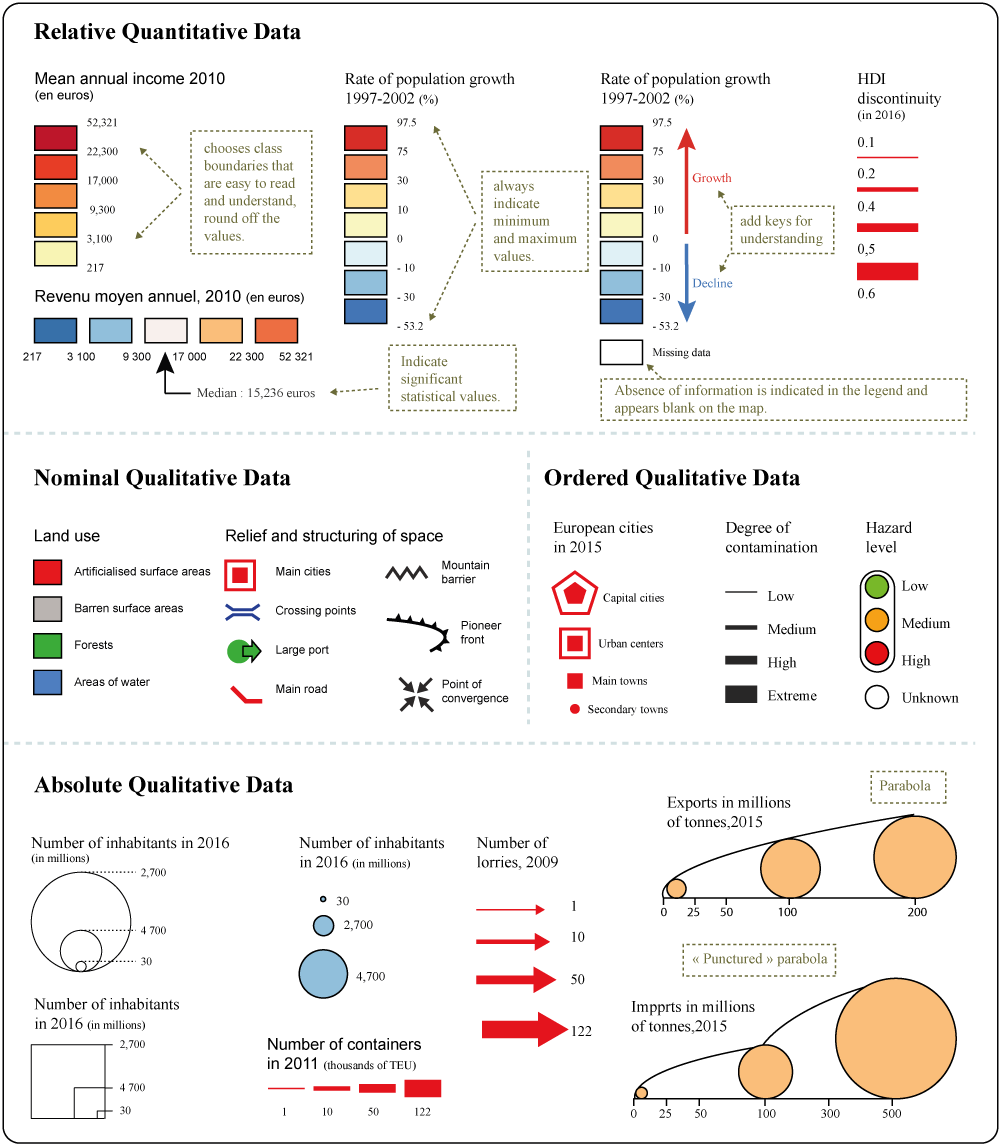 Relative Quantitative Data
Mean annual income 2010
(en euros)
52,321
22,300
17,000
9,300
3,100
217
chooses class
boundaries that
are easy to read
and understand,
round off the
values.
Revenu moyen annuel, 2010 (en euros)
217 3 100 9 300 17 000 22 300 52 321
Median : 15,236 euros
Indicate
significant
statistical values.
Rate of population growth
1997-2002 (%)
97.5
75
30
10
0
- 10
- 30
- 53.2
always
indicate
minimum
and maximum
values.
Rate of population growth
1997-2002 (%)
97.5
75
30
10
0
- 10
- 30
- 53.2
Growth
Decline
add keys for
understanding
Missing data
Absence of information is indicated in the legend and
appears blank on the map.
HDI
discontinuity
(in 2016)
0.1
0.2
0.4
0,5
0.6
Nominal Qualitative Data
Land use
Artificialised surface areas
Barren surface areas
Forests
Areas of water
Relief and structuring of space
Main cities
Crossing points
Large port
Main road
Mountain
barrier
Pioneer
front
Point of
convergence
Ordered Qualitative Data
European cities
in 2015
Capital cities
Urban centers
Main towns
Secondary towns
Degree of
contamination
Low
Medium
High
Extreme
Hazard
level
Low
Medium
High
Unknown
Absolute Qualitative Data
Number of inhabitants in 2016
(in millions)
2,700
4 700
30
Number of inhabitants
in 2016 (in millions)
2,700
4 700
30
Number of inhabitants
in 2016 (in millions)
30
2,700
4,700
Number of containers
in 2011 (thousands of TEU)
1 10 50 122
Number of
lorries, 2009
1
10
50
122
Parabola
Exports in millions
of tonnes,2015
0 25 50 100 200
« Punctured » parabola
Impprts in millions
of tonnes,2015
0 25 50 100 300 500